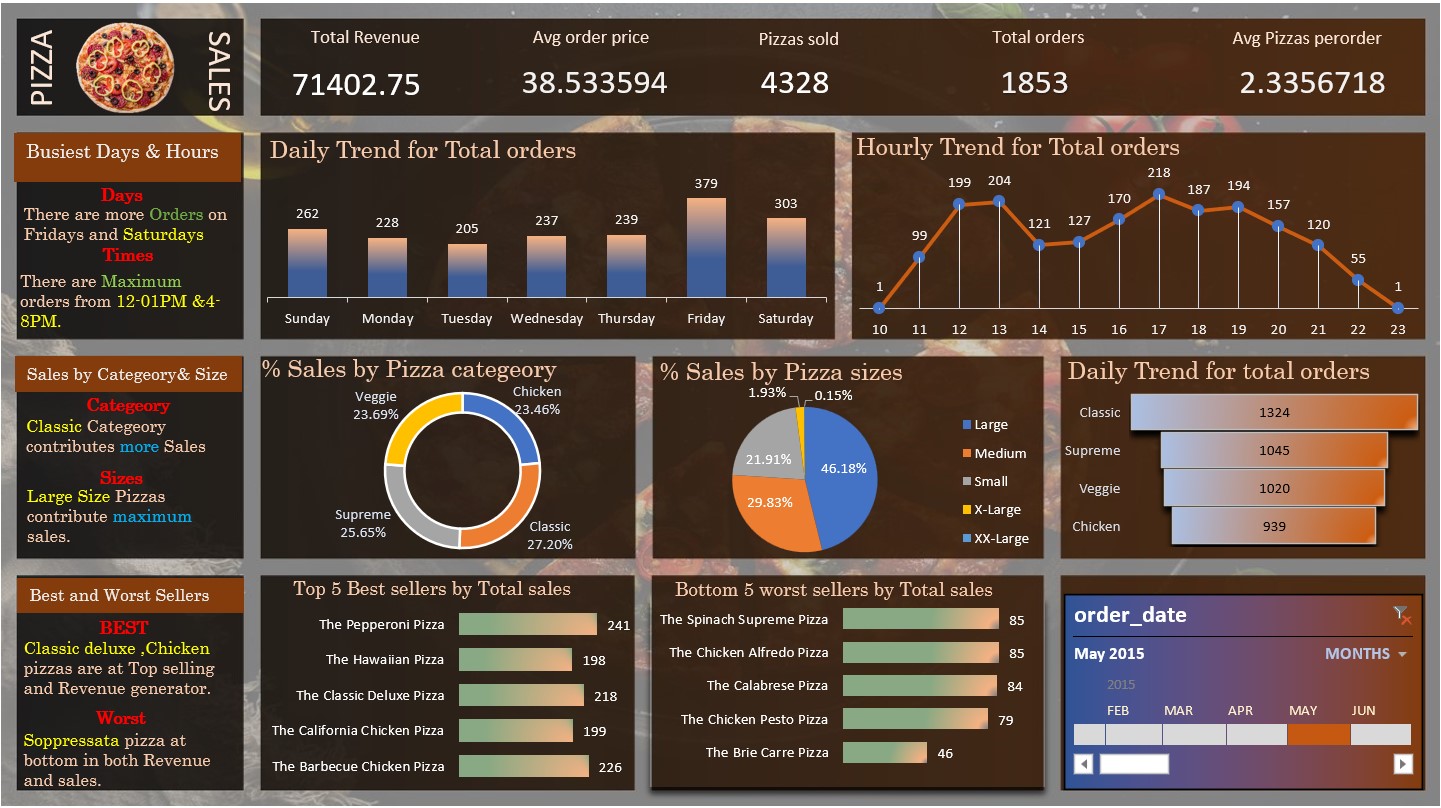 PIZZA
SALES
Total Revenue
71402.75
Avg order price
38.533594
Pizzas sold
4328
Total orders
1853
Avg Pizzas perorder
2.3356718
Busiest Days & Hours
Days
There are more Orders on
Fridays and Saturdays
Times
There are Maximum
orders from 12-01PM &4-
8PM.
Daily Trend for Total orders
262
228
205
237
239
379
303
Sunday
Monday
Tuesday
Wednesday
Thursday
Friday
Saturday
Hourly Trend for Total orders
1
99
199
204
121
127
170
218
187
194
157
120
55
1
10
11
12
13
14
15
16
17
18
19
20
21
22
23
Sales by Categeory& Size
Categeory
Classic Categeory
contributes more Sales
Sizes
Large Size Pizzas
contribute maximum
sales.
% Sales by Pizza categeory
Veggie
23.69%
Chicken
23.46%
Supreme
25.65%
Classic
27.20%
% Sales by Pizza sizes
1.93%
0.15%
21.91%
46.18%
29.83%
Large
Medium
Small
X-Large
XX-Large
Daily Trend for total orders
Classic
1324
Supreme
1045
Veggie
1020
Chicken
939
Best and Worst Sellers
BEST
Classic deluxe ,Chicken
pizzas are at Top selling
and Revenue generator.
Worst
Soppressata pizza at
bottom in both Revenue
and sales.
Top 5 Best sellers by Total sales
The Pepperoni Pizza 241
The Hawaiian Pizza 198
The Classic Deluxe Pizza 218
The California Chicken Pizza 199
The Barbecue Chicken Pizza 226
Bottom 5 worst sellers by Total sales
The Spinach Supreme Pizza 85
The Chicken Alfredo Pizza 85
The Calabrese Pizza 84
The Chicken Pesto Pizza 79
The Brie Carre Pizza 46
order_date
May 2015
MONTHS
2015
FEB
MAR
APR
MAY
JUN